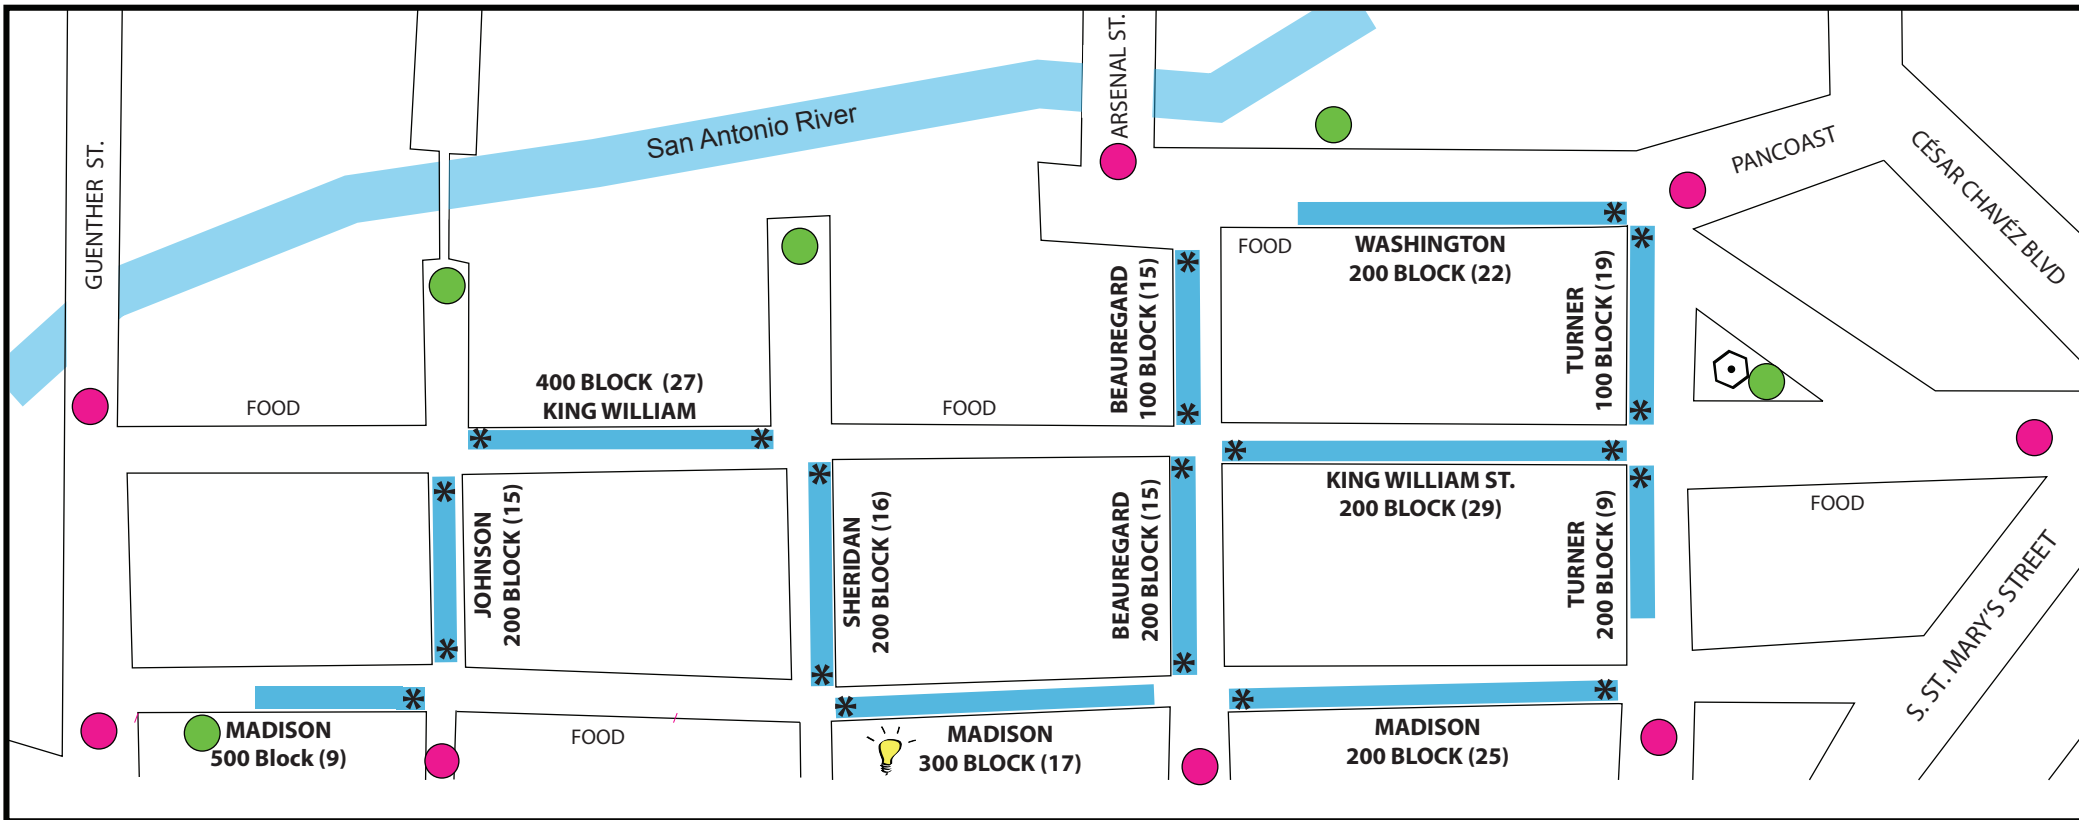 GUENTHER ST.
San Antonio River
ARSENAL ST.
PANCOAST
CÉSAR CHAVÉZ BLVD
FOOD
WASHINGTON
200 BLOCK (22)
BEAUREGARD
100 BLOCK (15)
TURNER
100 BLOCK (19)
FOOD
400 BLOCK (27)
KING WILLIAM
FOOD
JOHNSON
200 BLOCK (15)
SHERIDAN
200 BLOCK (16)
BEAUREGARD
200 BLOCK (15)
KING WILLIAM ST.
200 BLOCK (29)
TURNER
200 BLOCK (9)
FOOD
S. ST. MARY'S STREET
MADISON
500 Block (9)
FOOD
MADISON
300 BLOCK (17)
MADISON
200 BLOCK (25)